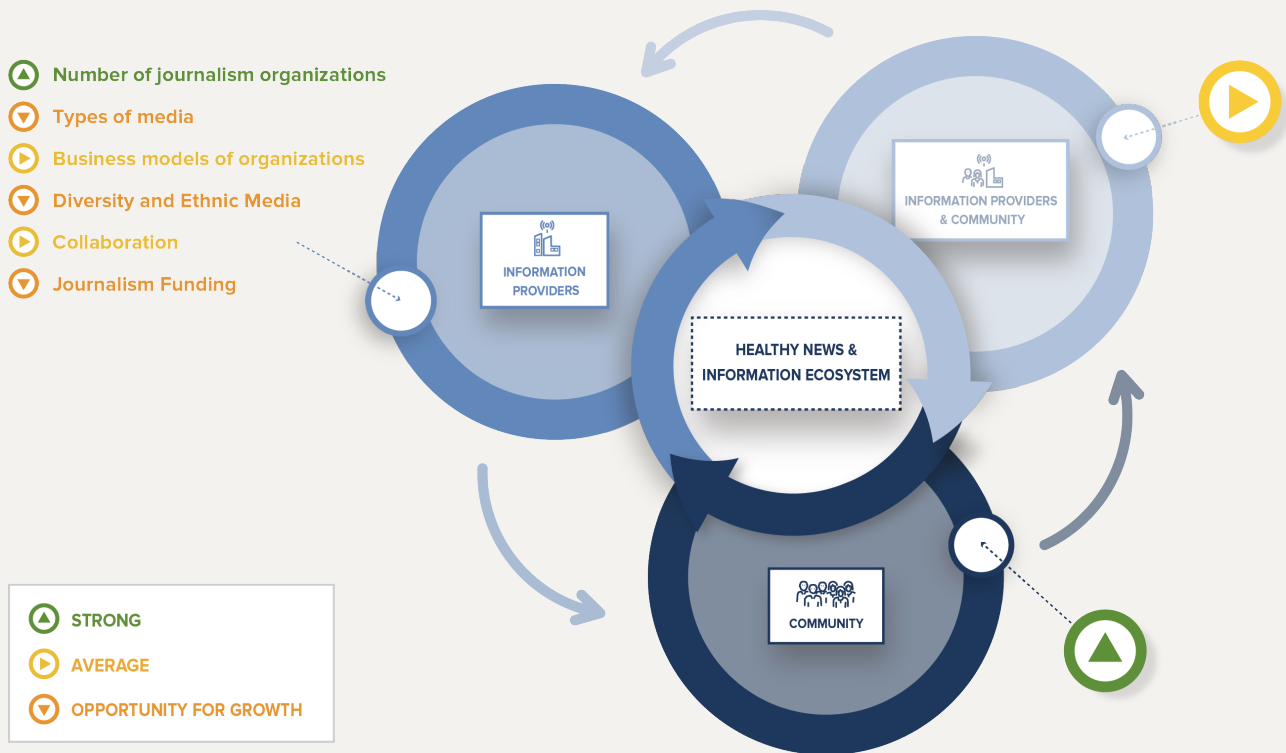 Number of journalism organizations
Types of media
Business models of organizations
Diversity and Ethnic Media
Collaboration
Journalism Funding
INFORMATION
PROVIDERS
INFORMATION PROVIDERS
& COMMUNITY
HEALTHY NEWS &
INFORMATION ECOSYSTEM
COMMUNITY
STRONG
AVERAGE
OPPORTUNITY FOR GROWTH